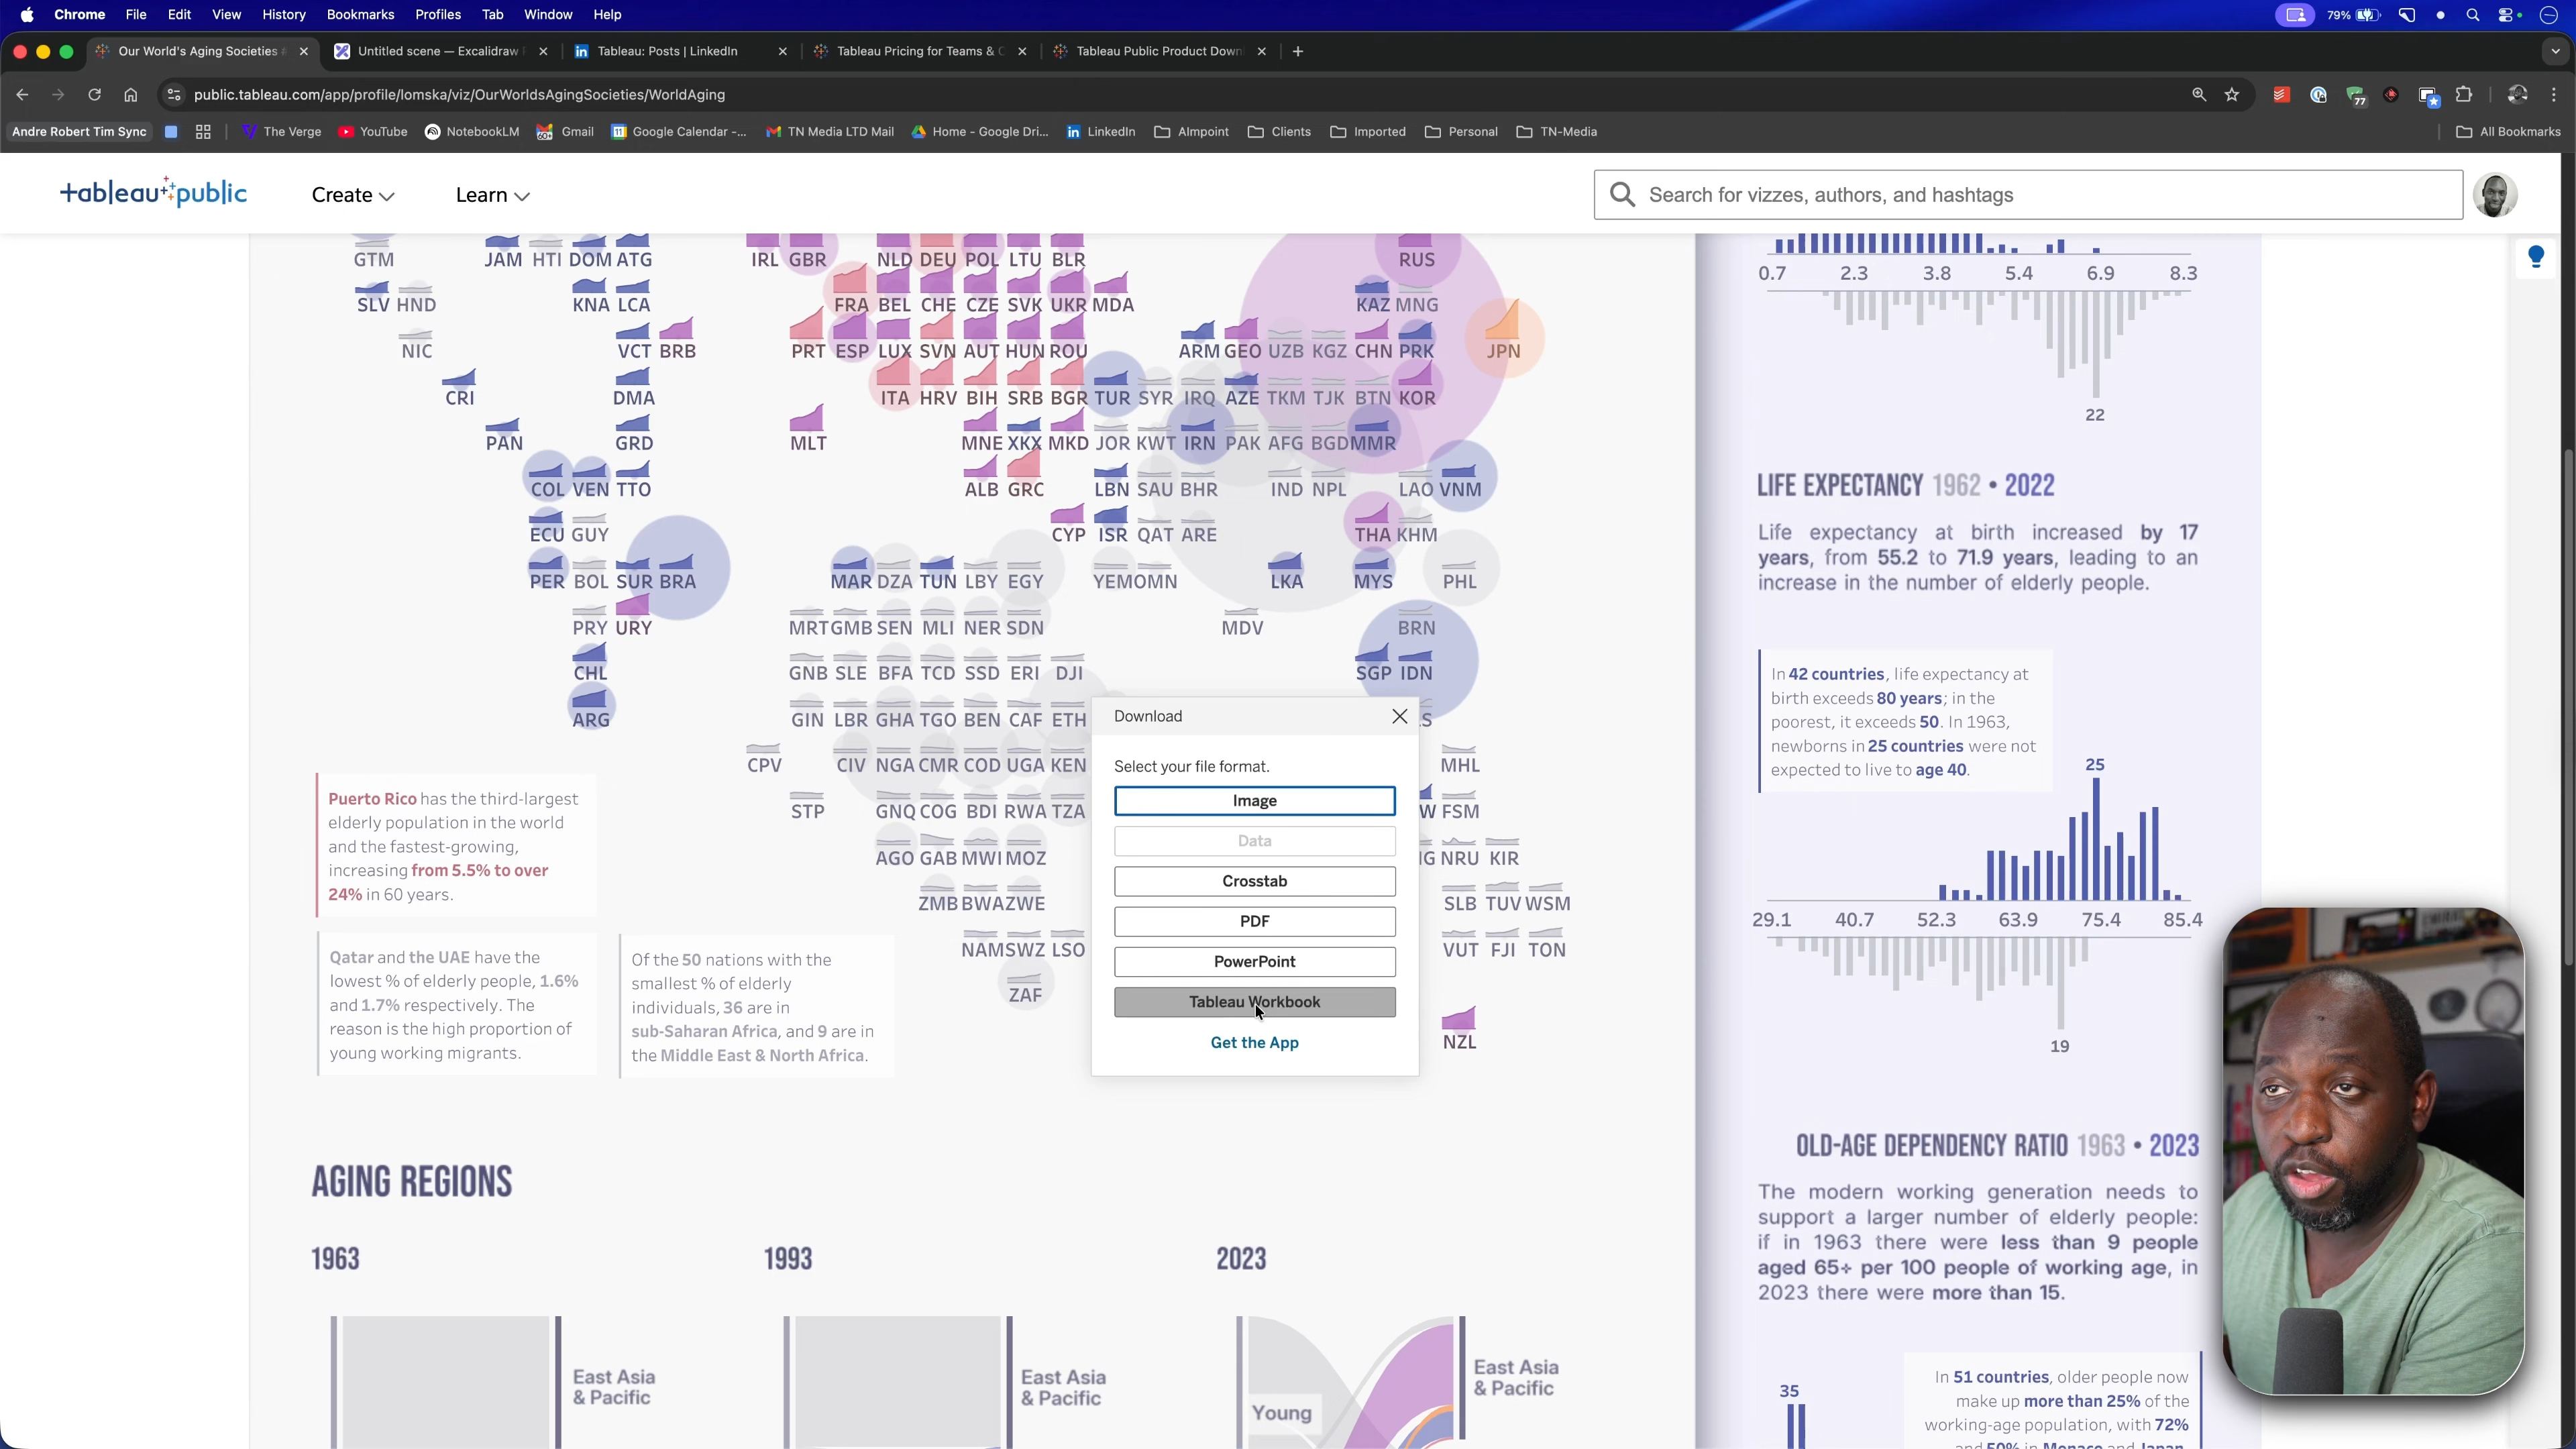 Chrome File Edit View History Bookmarks Profiles Tab Window Help
79%
Our World's Aging Societies
Untitled scene — Excalidraw
Tableau: Posts | LinkedIn
Tableau Pricing for Teams &
Tableau Public Product Down
public.tableau.com/app/profile/lomska/viz/OurWorldsAgingSocieties/WorldAging
77
Andre Robert Tim Sync
The Verge
YouTube
NotebookLM
Gmail
Google Calendar -...
TN Media LTD Mail
Home - Google Dri...
LinkedIn
AImpoint
Clients
Imported
Personal
TN-Media
All Bookmarks
tableau public
Create
Learn
Search for vizzes, authors, and hashtags
GTM JAM HTI DOM ATG IRL GBR NLD DEU POL LTU BLR RUS
SLV HND KNA LCA FRA BEL CHE CZE SVK UKR MDA KAZ MNG
NIC VCT BRB PRT ESP LUX SVN AUT HUN ROU ARM GEO UZB KGZ CHN PRK JPN
CRI DMA ITA HRV BIH SRB BGR TUR SYR IRQ AZE TKM TJK BTN KOR
PAN GRD MLT MNE XKX MKD JOR KWT IRN PAK AFG BGD MMR
COL VEN TTO ALB GRC LBN SAU BHR IND NPL LAO VNM
ECU GUY CYP ISR QAT ARE THA KHM
PER BOL SUR BRA MAR DZA TUN LBY EGY YEM OMN LKA MYS PHL
PRY URY MRT GMB SEN MLI NER SDN MDV BRN
CHL GNB SLE BFA TCD SSD ERI DJI SGP IDN
ARG GIN LBR GHA TGO BEN CAF ETH
CPV CIV NGA CMR COD UGA KEN MHL
STP GNQ COG BDI RWA TZA FSM
AGO GAB MWI MOZ NRU KIR
ZMB BWA ZWE SLB TUV WSM
NAM SWZ LSO VUT FJI TON
ZAF
NZL
Download
Select your file format.
Image
Data
Crosstab
PDF
PowerPoint
Tableau Workbook
Get the App
Puerto Rico has the third-largest
elderly population in the world
and the fastest-growing,
increasing from 5.5% to over
24% in 60 years.
Qatar and the UAE have the
lowest % of elderly people, 1.6%
and 1.7% respectively. The
reason is the high proportion of
young working migrants.
Of the 50 nations with the
smallest % of elderly
individuals, 36 are in
sub-Saharan Africa, and 9 are in
the Middle East & North Africa.
AGING REGIONS
1963 1993 2023
East Asia
& Pacific
East Asia
& Pacific
Young
East Asia
& Pacific
0.7 2.3 3.8 5.4 6.9 8.3
22
LIFE EXPECTANCY 1962 • 2022
Life expectancy at birth increased by 17
years, from 55.2 to 71.9 years, leading to an
increase in the number of elderly people.
In 42 countries, life expectancy at
birth exceeds 80 years; in the
poorest, it exceeds 50. In 1963,
newborns in 25 countries were not
expected to live to age 40.
25
29.1 40.7 52.3 63.9 75.4 85.4
19
OLD-AGE DEPENDENCY RATIO 1963 • 2023
The modern working generation needs to
support a larger number of elderly people:
if in 1963 there were less than 9 people
aged 65+ per 100 people of working age, in
2023 there were more than 15.
35
In 51 countries, older people now
make up more than 25% of the
working-age population, with 72%
and 50% in Monaco and Japan